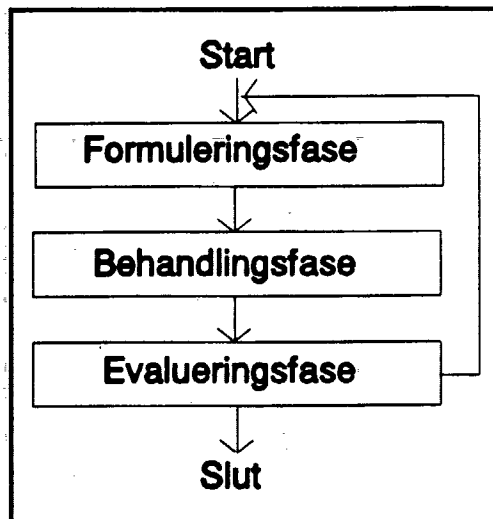 Start
Formuleringsfase
Behandlingsfase
Evalueringsfase
Slut